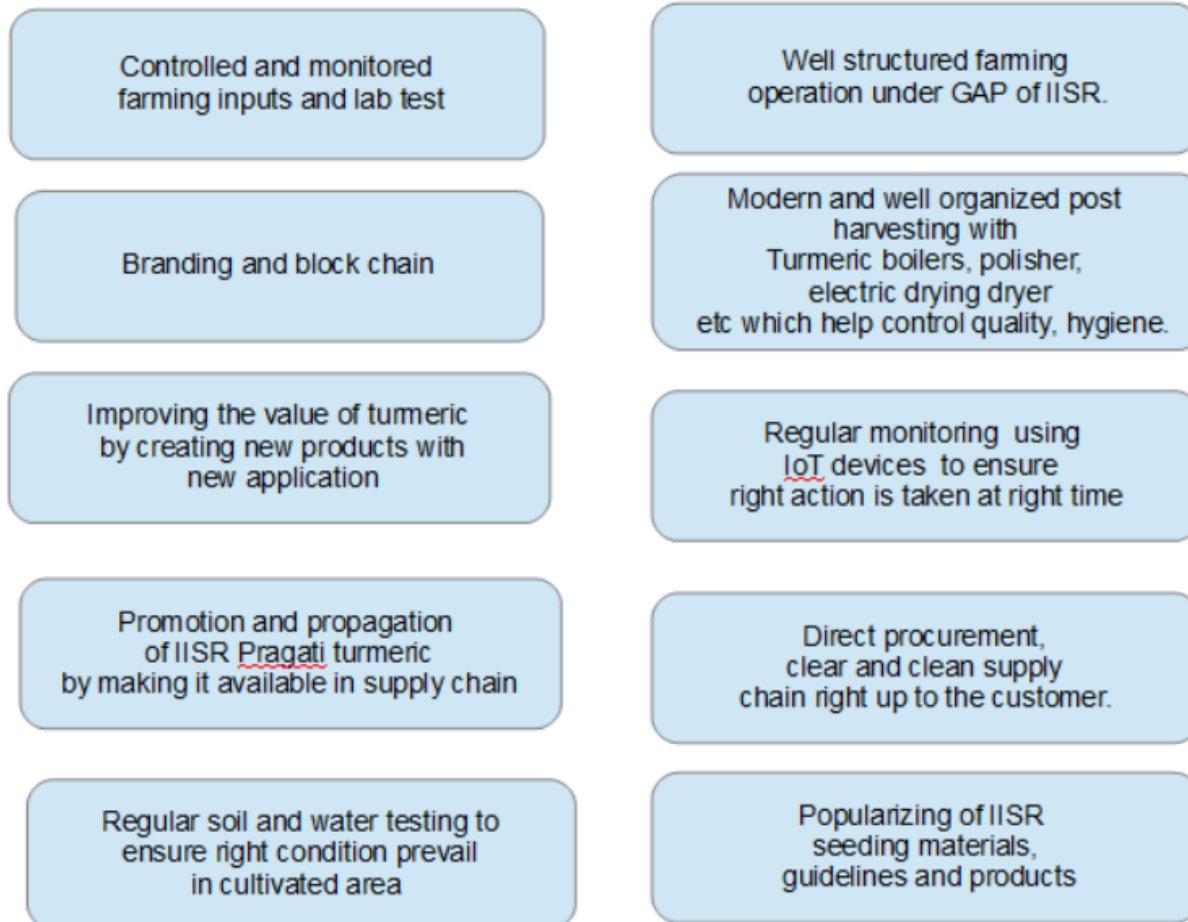 Controlled and monitored
farming inputs and lab test
Well structured farming
operation under GAP of IISR.
Branding and block chain
Modern and well organized post
harvesting with
Turmeric boilers, polisher,
electric drying dryer
etc which help control quality, hygiene.
Improving the value of turmeric
by creating new products with
new application
Regular monitoring using
IoT devices to ensure
right action is taken at right time
Promotion and propagation
of IISR Pragati turmeric
by making it available in supply chain
Direct procurement,
clear and clean supply
chain right up to the customer.
Regular soil and water testing to
ensure right condition prevail
in cultivated area
Popularizing of IISR
seeding materials,
guidelines and products